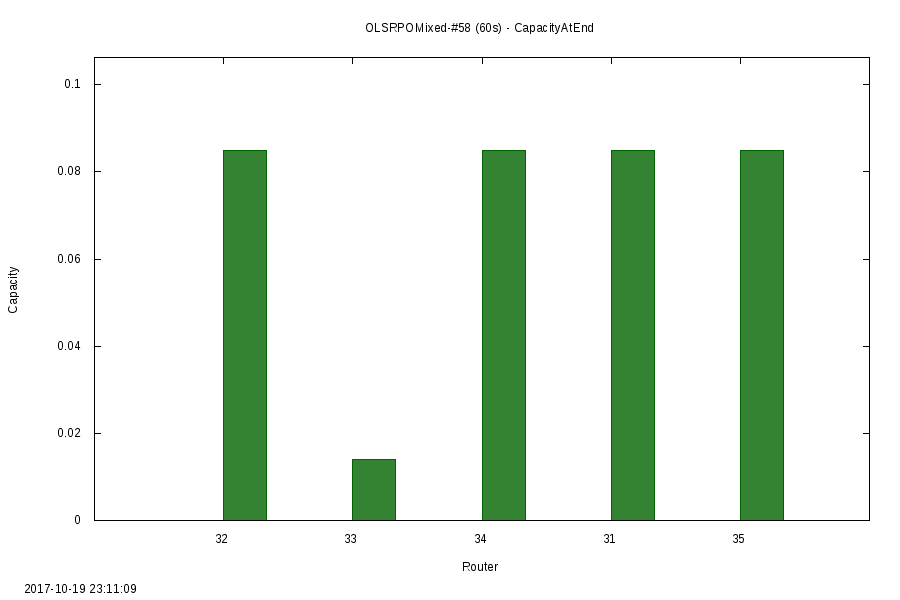 OLSRPOMixed-#58 (60s) - CapacityAtEnd
0.1
0.08
0.06
0.04
0.02
0
Capacity
32 33 34 31 35
Router
2017-10-19 23:11:09